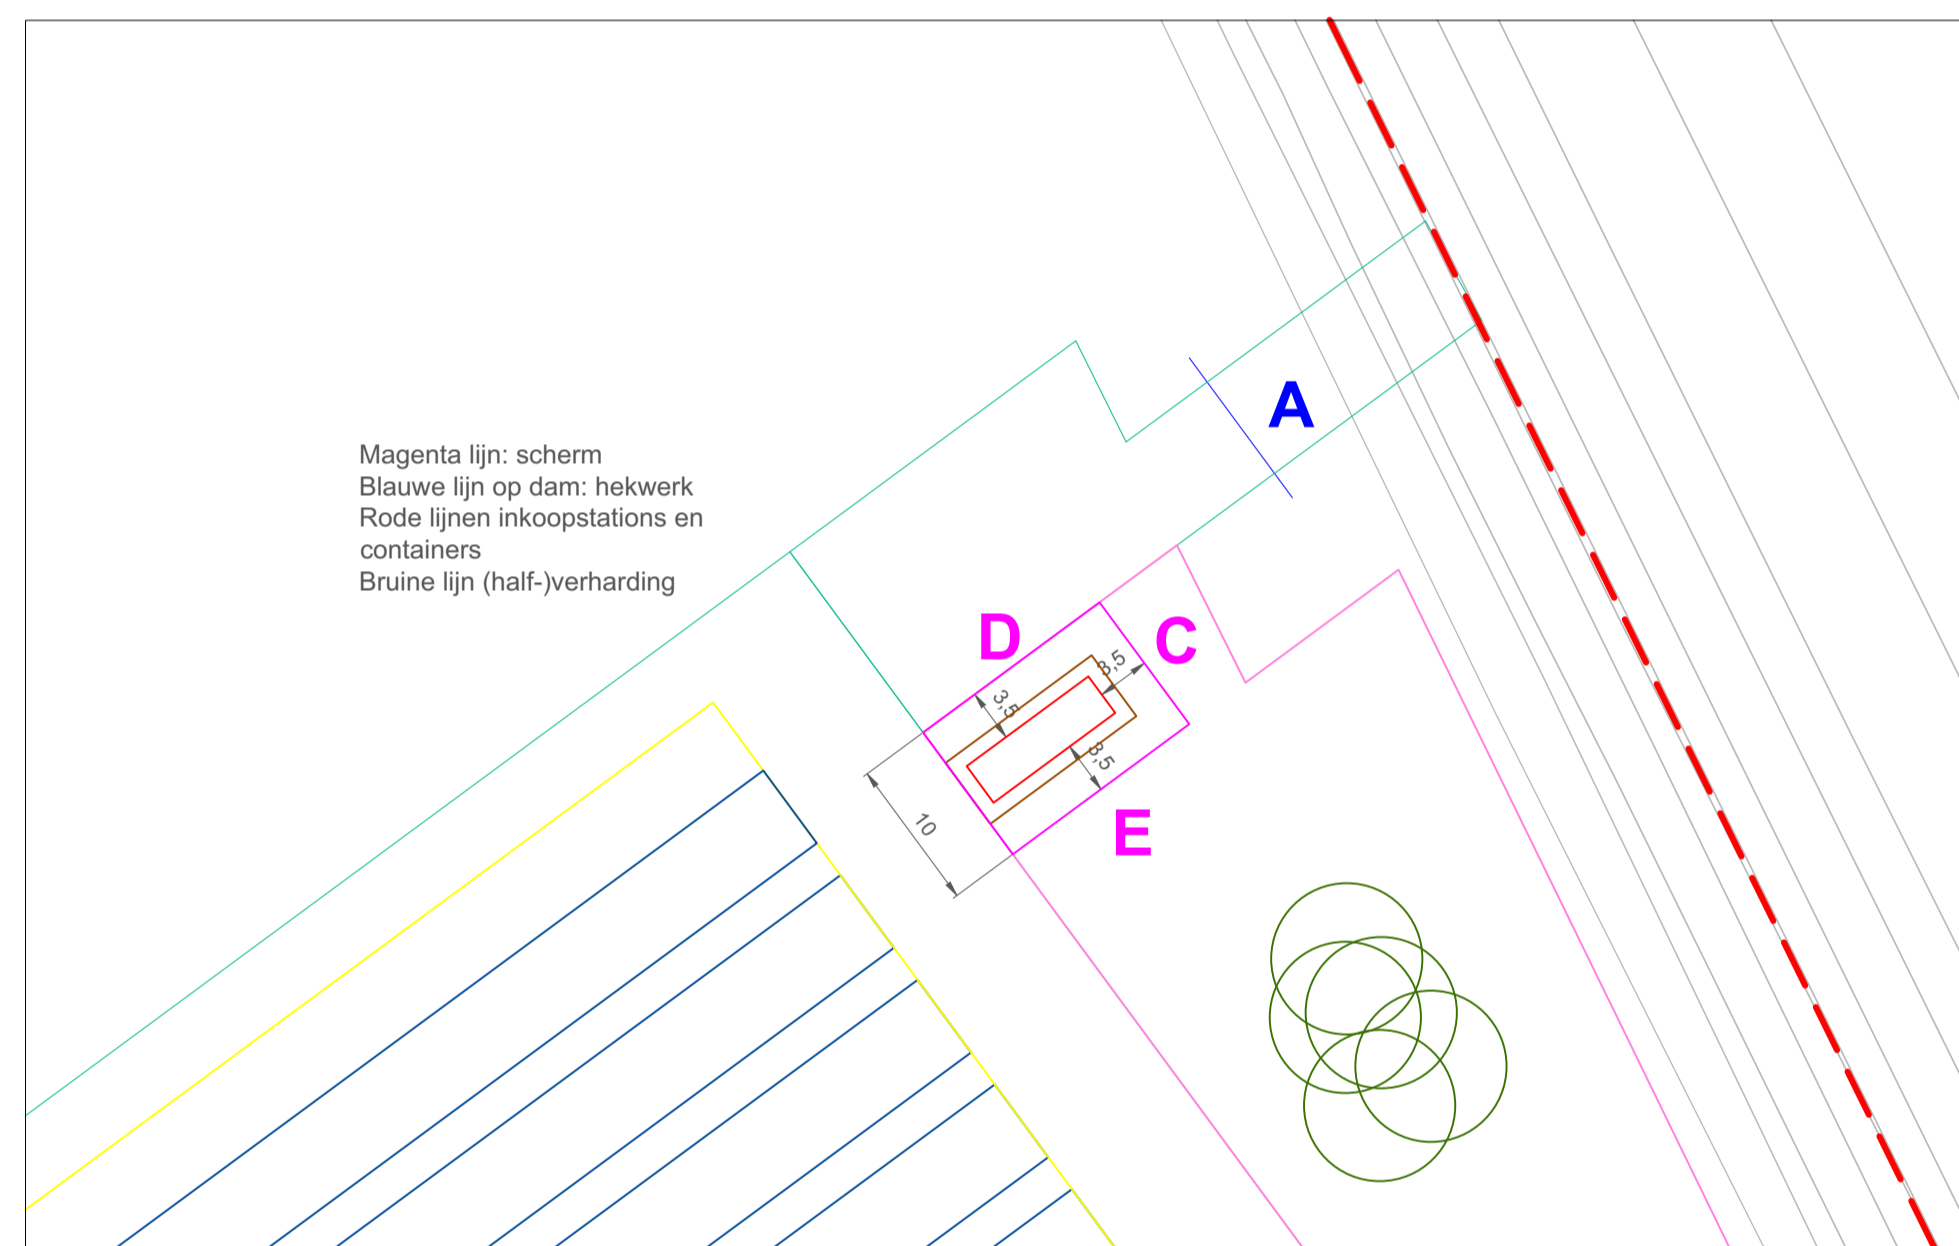 A
Magenta lijn: scherm
Blauwe lijn op dam: hekwerk
Rode lijnen inkoopstations en
containers
Bruine lijn (half-)verharding
D
C
3,5
3,5
3,5
10
E